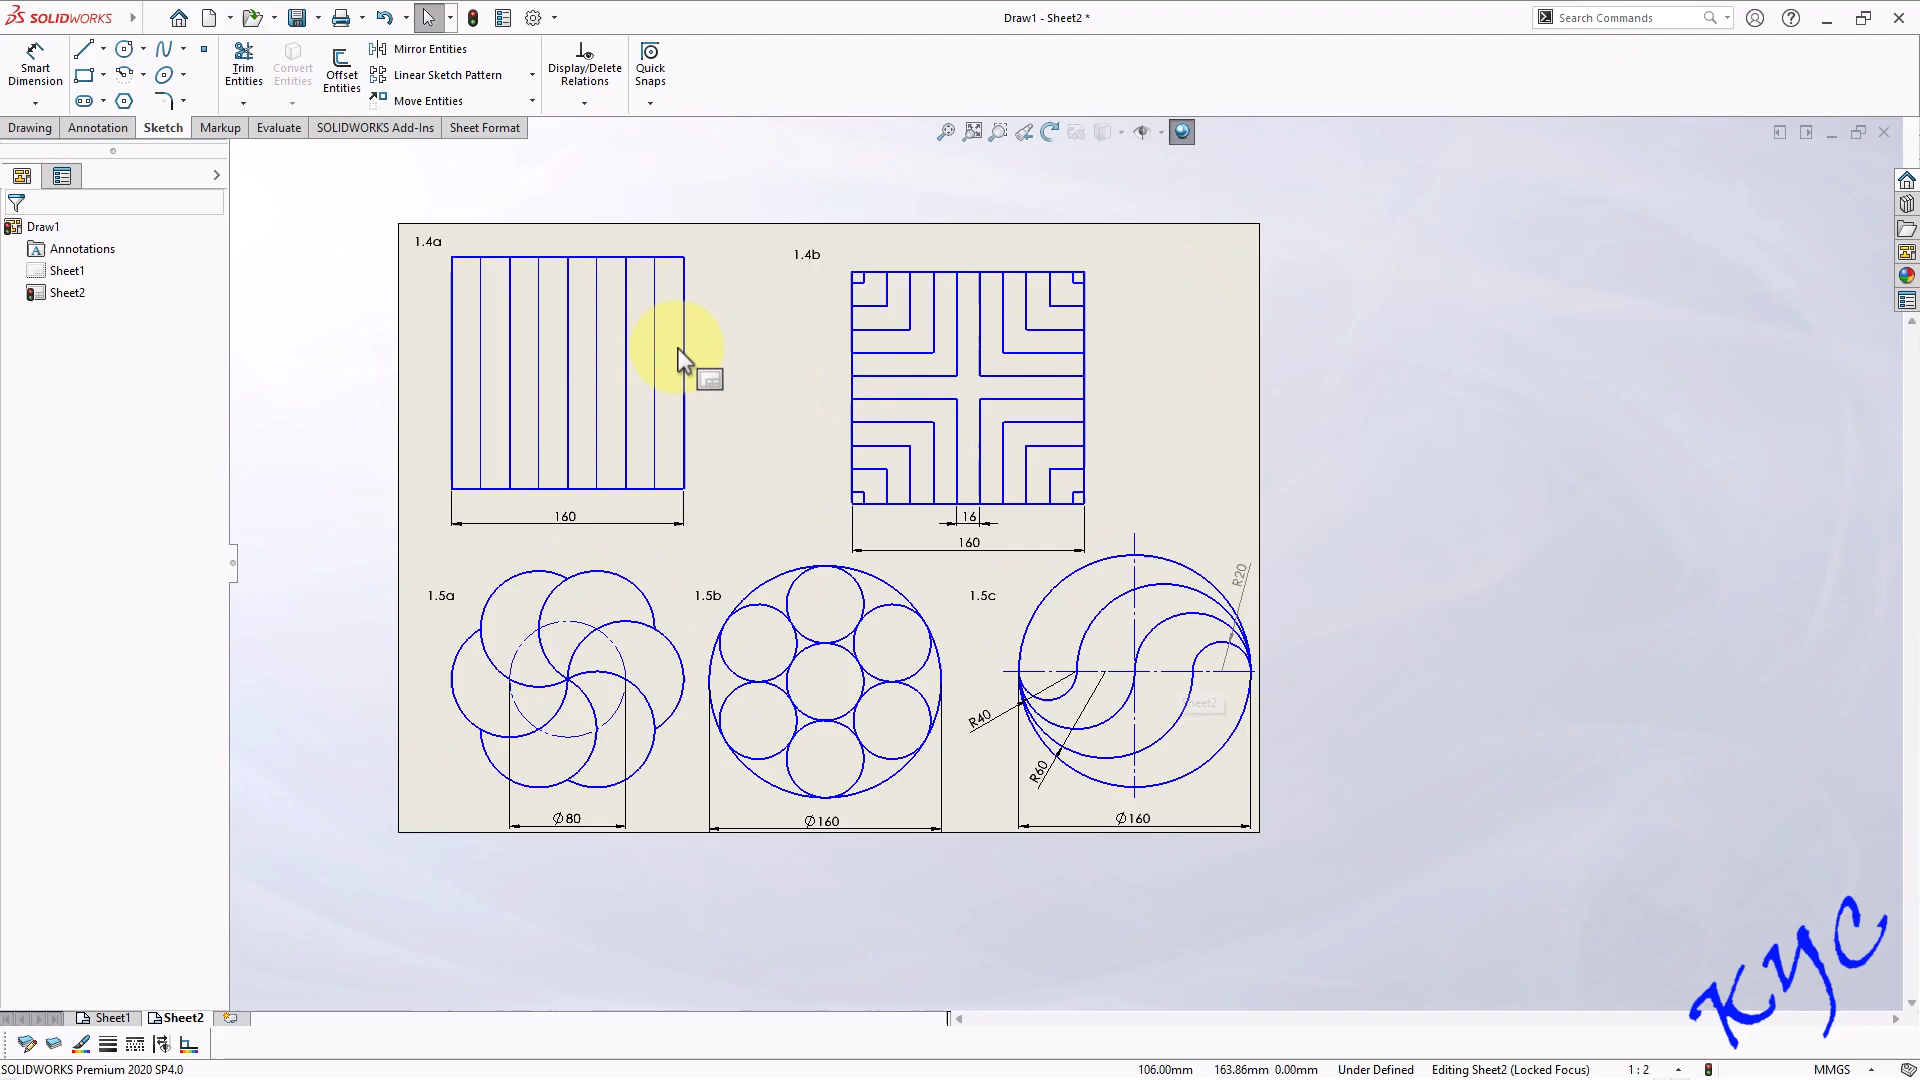 SOLIDWORKS
Draw1 - Sheet2 *
Search Commands
Smart Dimension
Trim Entities
Convert Entities
Offset Entities
Mirror Entities
Linear Sketch Pattern
Move Entities
Display/Delete Relations
Quick Snaps
Drawing
Annotation
Sketch
Markup
Evaluate
SOLIDWORKS Add-Ins
Sheet Format
Draw1
Annotations
Sheet1
Sheet2
1.4a
1.4b
160
16
160
1.5a
1.5b
1.5c
R20
Sheet2
R40
R60
Ø80
Ø160
Ø160
KYC
Sheet1
Sheet2
SOLIDWORKS Premium 2020 SP4.0
106.00mm
163.86mm
0.00mm
Under Defined
Editing Sheet2 (Locked Focus)
1 : 2
MMGS